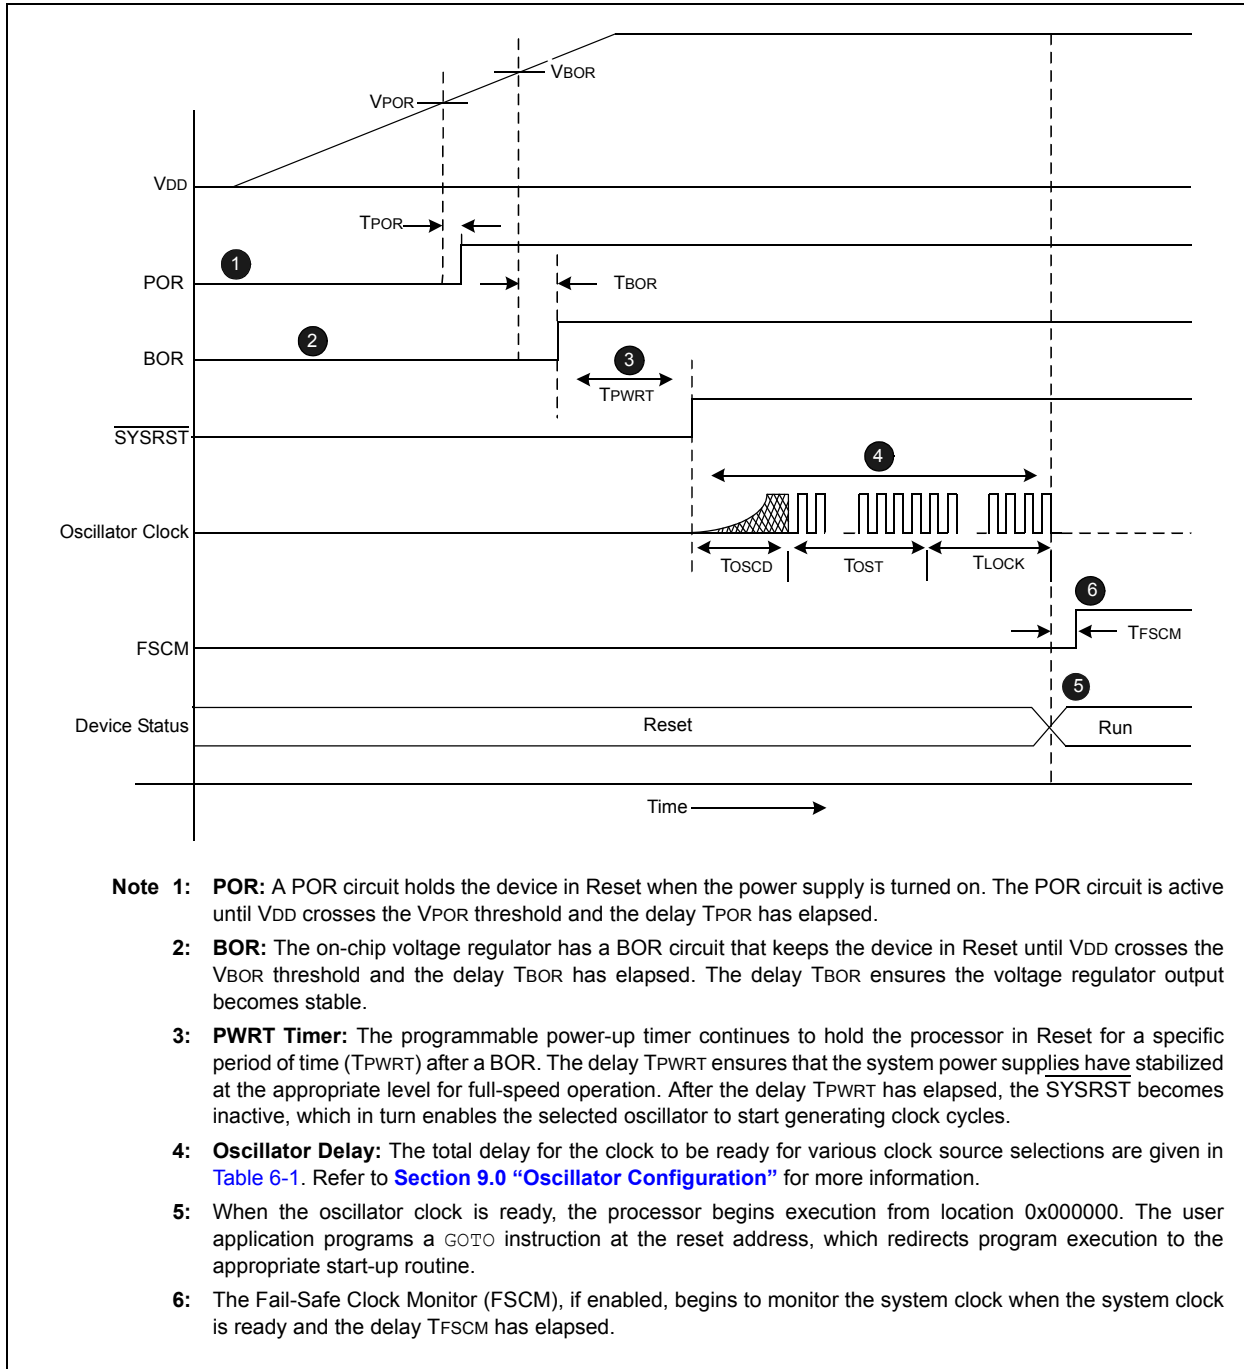 VBOR
VPOR
VDD
TPOR
1
POR
TBOR
2
BOR
3
TPWRT
SYSRST
4
Oscillator Clock
TOSCD
TOST
TLOCK
6
TFSCM
FSCM
5
Device Status
Reset
Run
Time
Note 1: POR: A POR circuit holds the device in Reset when the power supply is turned on. The POR circuit is active
until VDD crosses the VPOR threshold and the delay TPOR has elapsed.
2: BOR: The on-chip voltage regulator has a BOR circuit that keeps the device in Reset until VDD crosses the
VBOR threshold and the delay TBOR has elapsed. The delay TBOR ensures the voltage regulator output
becomes stable.
3: PWRT Timer: The programmable power-up timer continues to hold the processor in Reset for a specific
period of time (TPWRT) after a BOR. The delay TPWRT ensures that the system power supplies have stabilized
at the appropriate level for full-speed operation. After the delay TPWRT has elapsed, the SYSRST becomes
inactive, which in turn enables the selected oscillator to start generating clock cycles.
4: Oscillator Delay: The total delay for the clock to be ready for various clock source selections are given in
Table 6-1. Refer to Section 9.0 “Oscillator Configuration” for more information.
5: When the oscillator clock is ready, the processor begins execution from location 0x000000. The user
application programs a GOTO instruction at the reset address, which redirects program execution to the
appropriate start-up routine.
6: The Fail-Safe Clock Monitor (FSCM), if enabled, begins to monitor the system clock when the system clock
is ready and the delay TFSCM has elapsed.